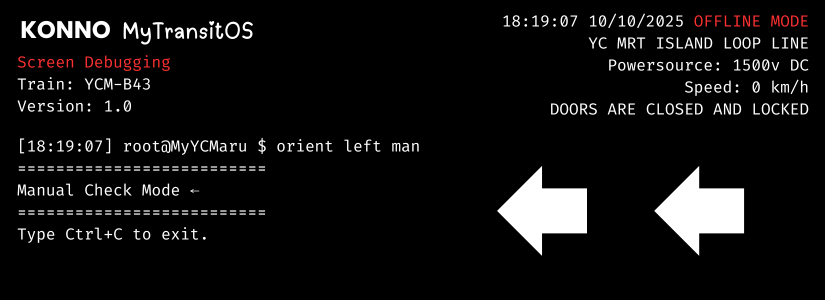 KONNO MyTransitOS
Screen Debugging
Train: YCM-B43
Version: 1.0
18:19:07 10/10/2025 OFFLINE MODE
YC MRT ISLAND LOOP LINE
Powersource: 1500v DC
Speed: 0 km/h
DOORS ARE CLOSED AND LOCKED
[18:19:07] root@MyYCMaru $ orient left man
==========================
Manual Check Mode ←
==========================
Type Ctrl+C to exit.